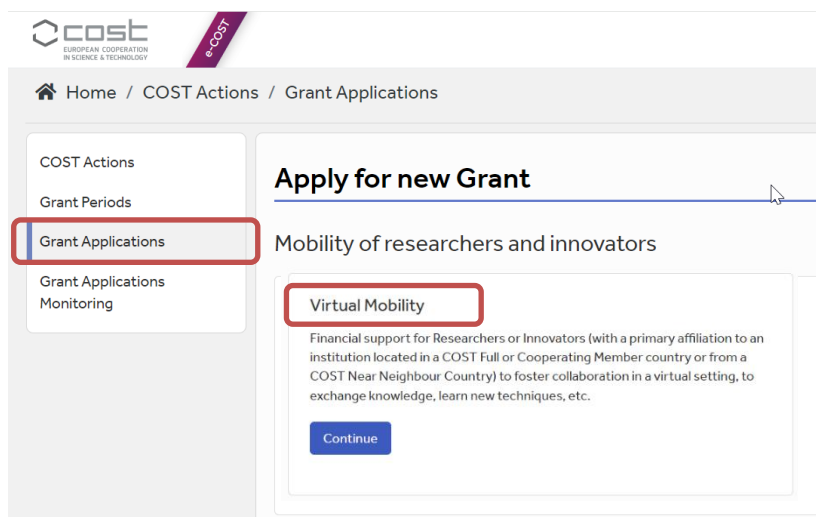 cost
EUROPEAN COOPERATION
IN SCIENCE & TECHNOLOGY
e-COST
Home / COST Actions / Grant Applications
COST Actions
Grant Periods
Grant Applications
Grant Applications
Monitoring
Apply for new Grant
Mobility of researchers and innovators
Virtual Mobility
Financial support for Researchers or Innovators (with a primary affiliation to an
institution located in a COST Full or Cooperating Member country or from a
COST Near Neighbour Country) to foster collaboration in a virtual setting, to
exchange knowledge, learn new techniques, etc.
Continue